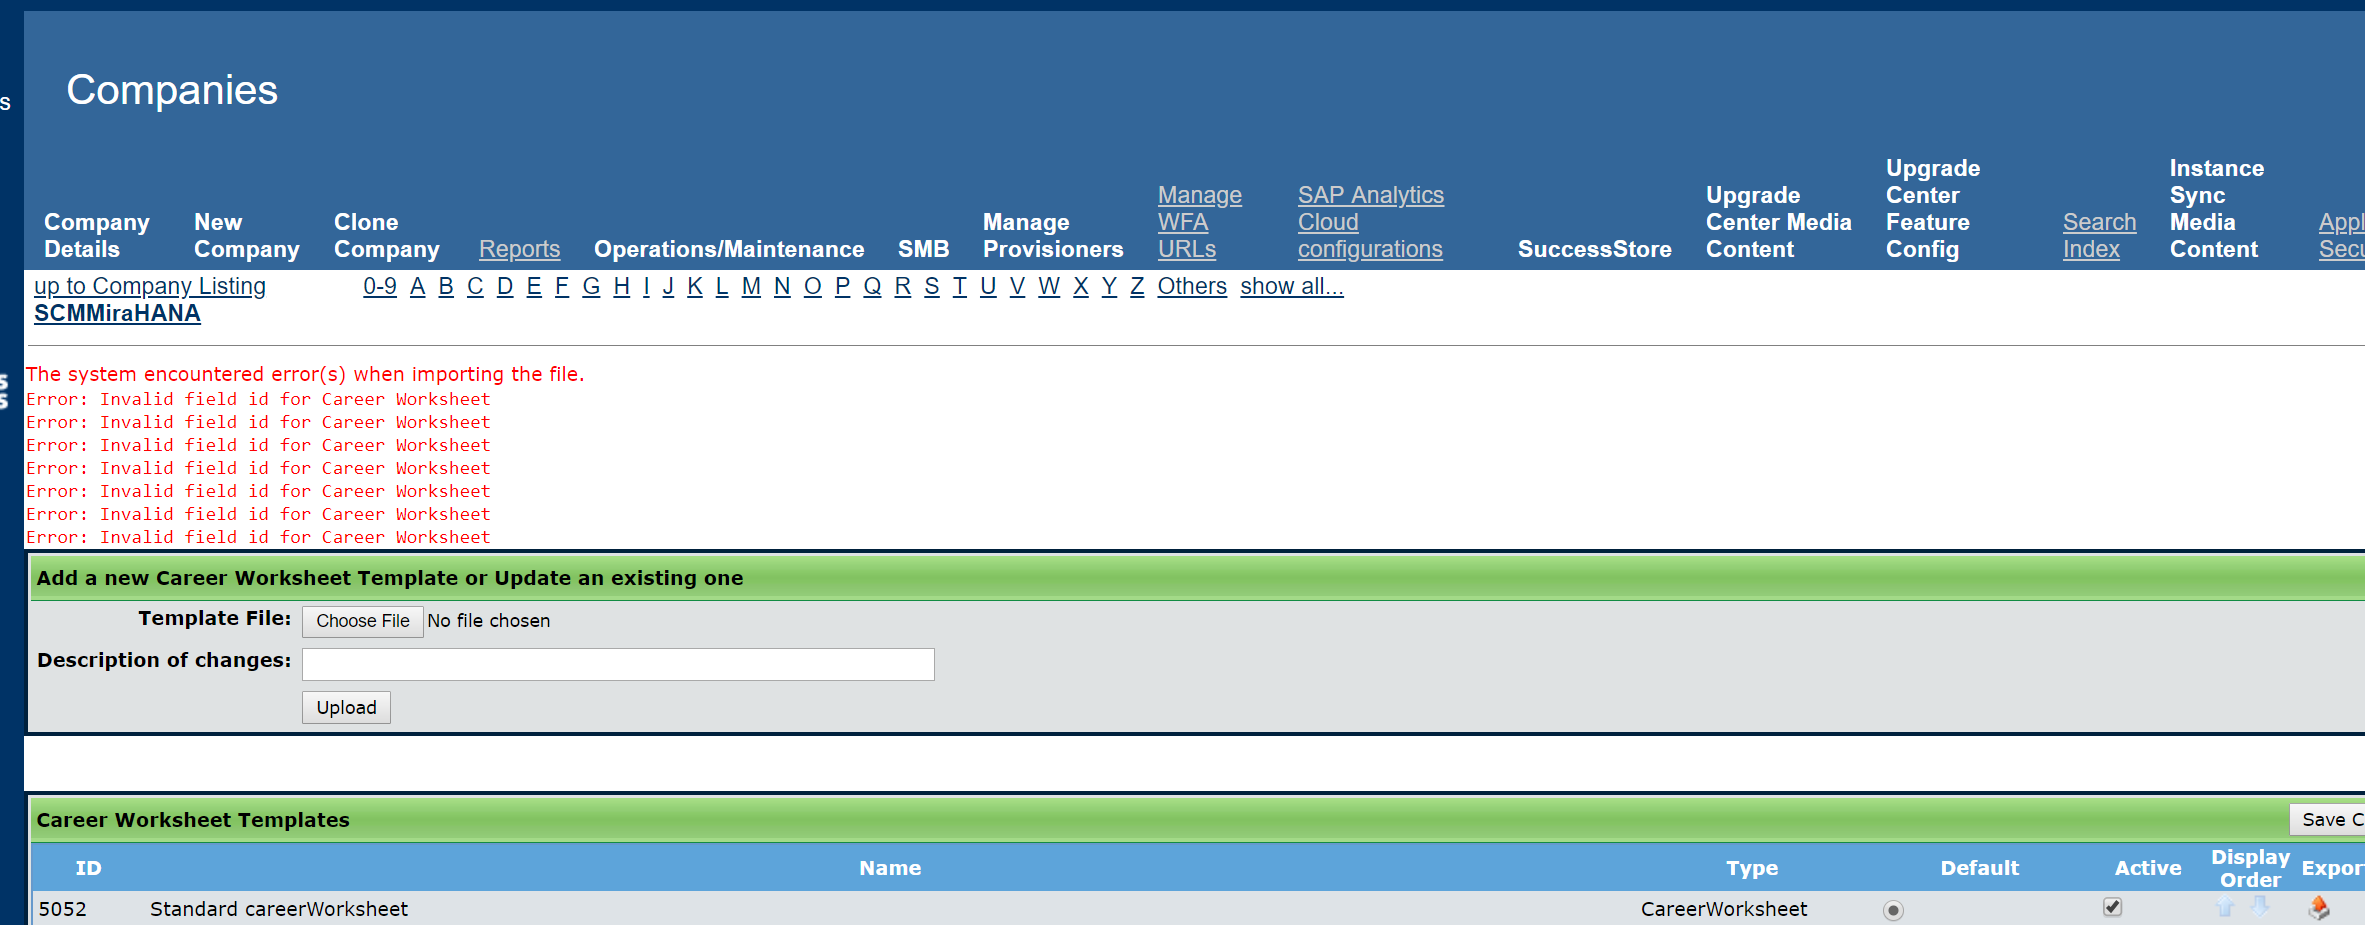 s
Companies
Company Details
New Company
Clone Company
Reports
Operations/Maintenance
SMB
Manage Provisioners
Manage WFA URLs
SAP Analytics Cloud configurations
SuccessStore
Upgrade Center Media Content
Upgrade Center Feature Config
Search Index
Instance Sync Media Content
Appl
Secu
up to Company Listing
0-9 A B C D E F G H I J K L M N O P Q R S T U V W X Y Z Others show all...
SCMMiraHANA
s
s
The system encountered error(s) when importing the file.
Error: Invalid field id for Career Worksheet
Error: Invalid field id for Career Worksheet
Error: Invalid field id for Career Worksheet
Error: Invalid field id for Career Worksheet
Error: Invalid field id for Career Worksheet
Error: Invalid field id for Career Worksheet
Error: Invalid field id for Career Worksheet
Add a new Career Worksheet Template or Update an existing one
Template File: Choose File No file chosen
Description of changes:
Upload
Career Worksheet Templates Save C
ID Name Type Default Active Display Order Expor
5052 Standard careerWorksheet CareerWorksheet